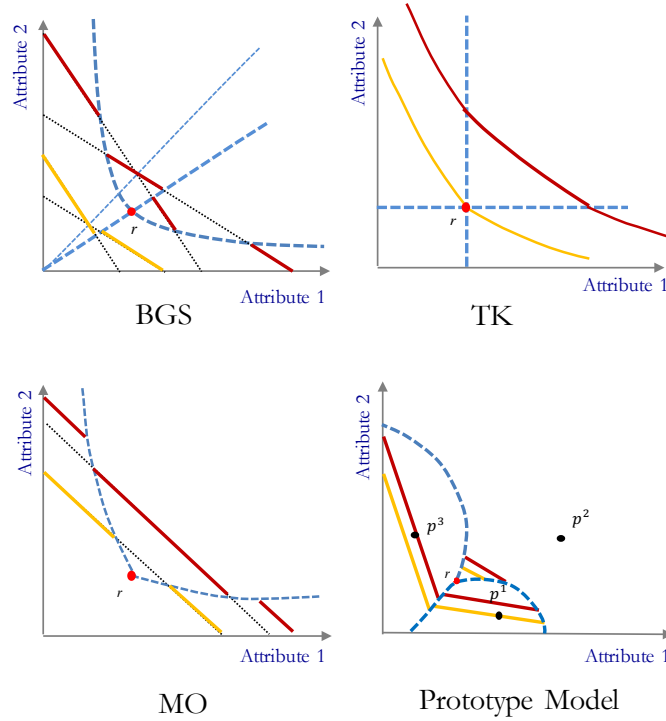 Attribute 2
r
Attribute 1
BGS
Attribute 2
r
Attribute 1
TK
Attribute 2
r
Attribute 1
MO
Attribute 2
p³
p²
r
p¹
Attribute 1
Prototype Model